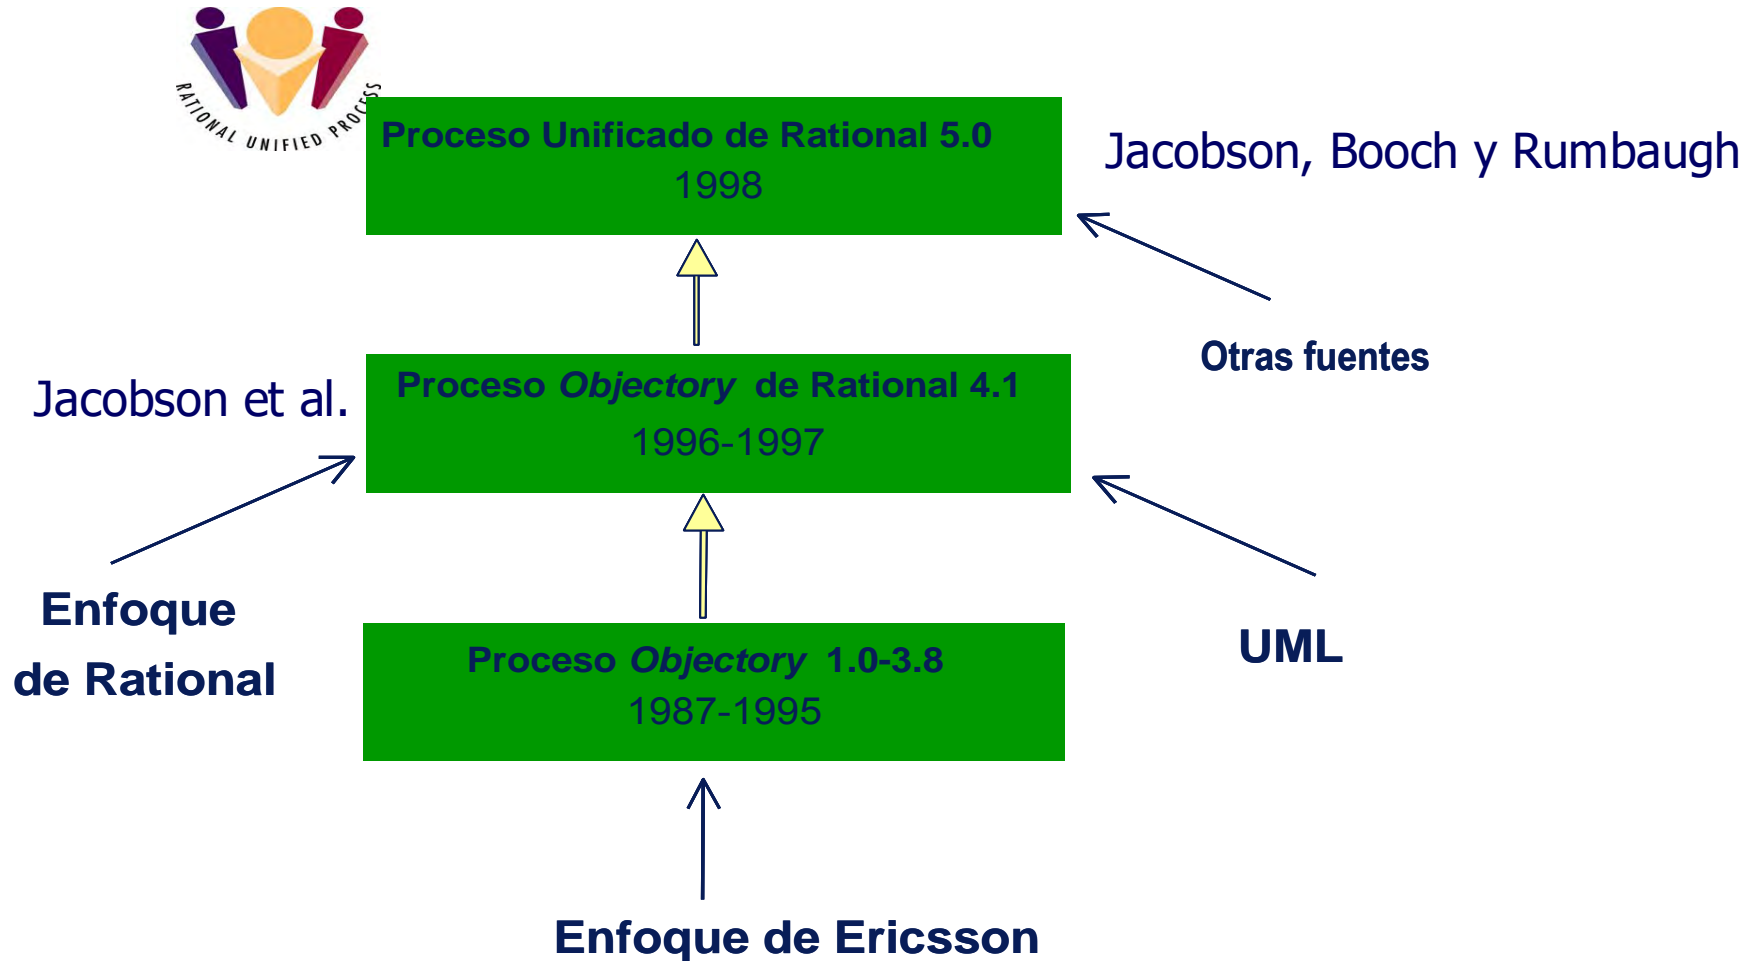 RATIONAL UNIFIED PROCESS
Proceso Unificado de Rational 5.0
1998
Jacobson, Booch y Rumbaugh
Otras fuentes
Jacobson et al.
Proceso Objectory de Rational 4.1
1996-1997
Enfoque
de Rational
UML
Proceso Objectory 1.0-3.8
1987-1995
Enfoque de Ericsson